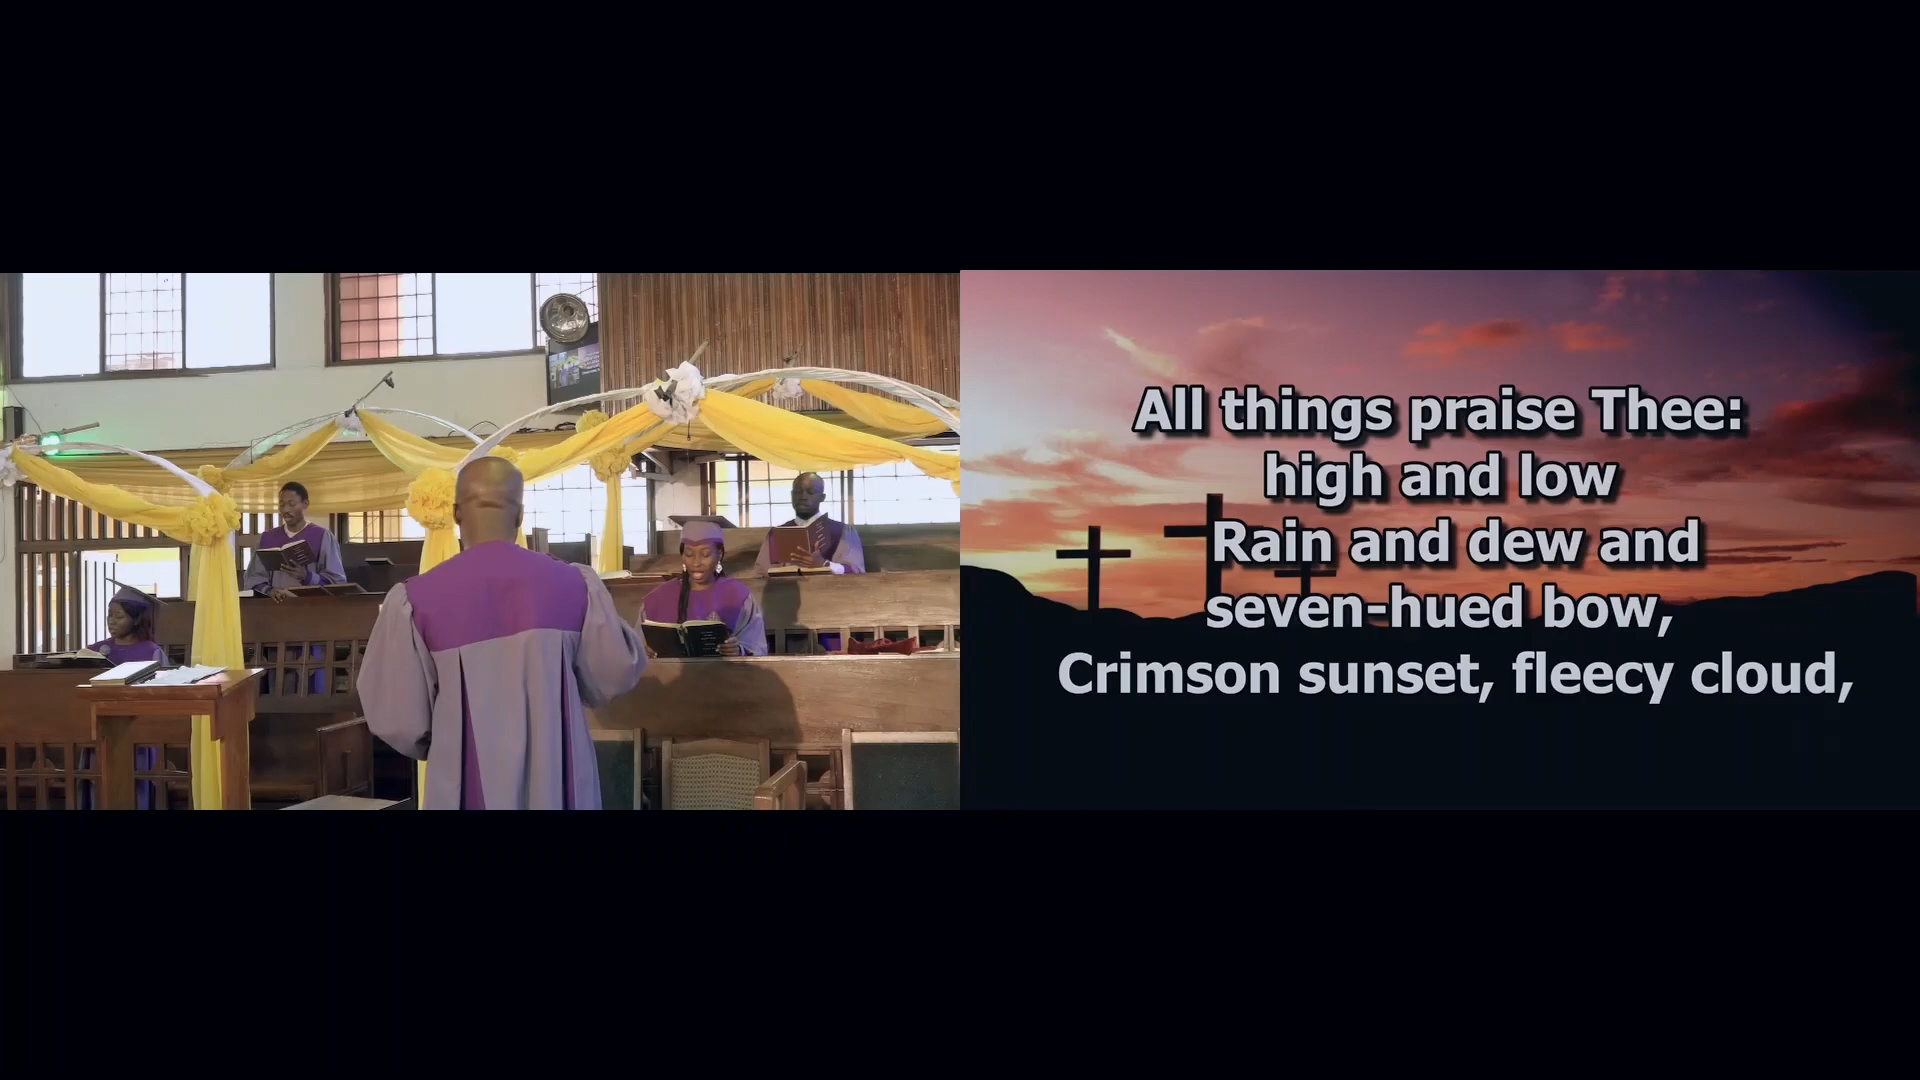 All things praise Thee:
high and low
Rain and dew and
seven-hued bow,
Crimson sunset, fleecy cloud,